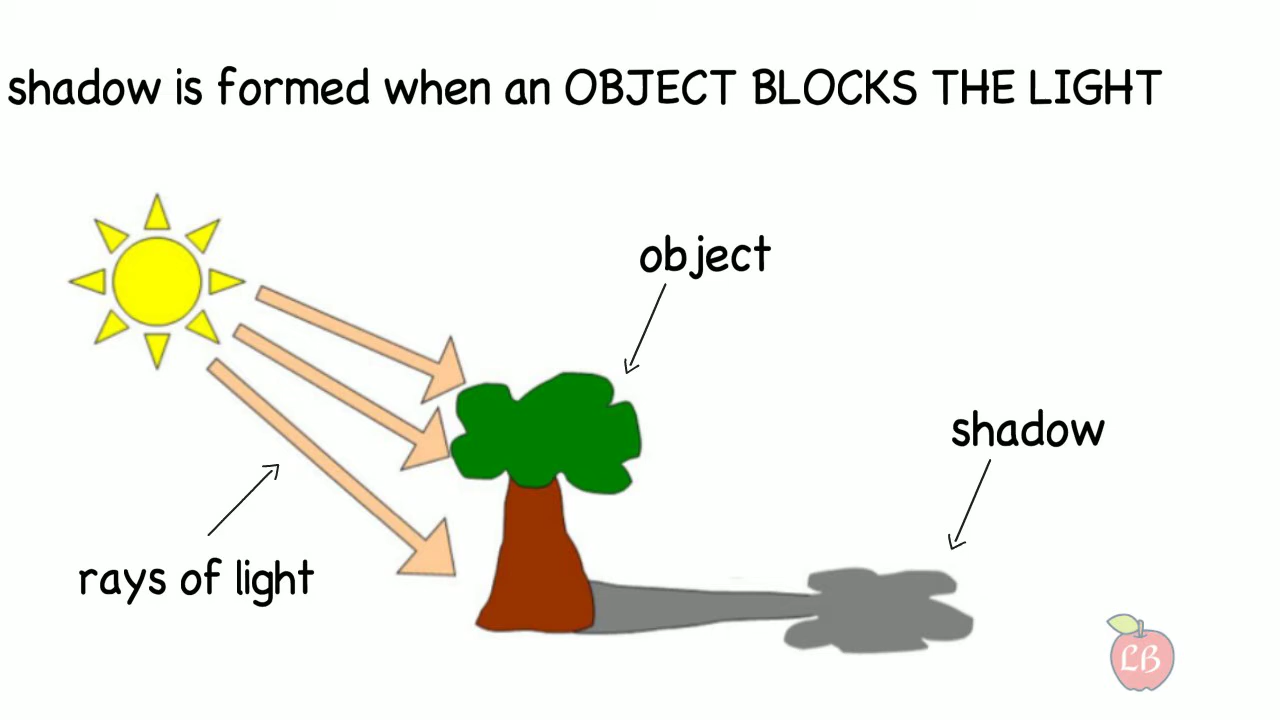 shadow is formed when an OBJECT BLOCKS THE LIGHT
object
shadow
rays of light
LB